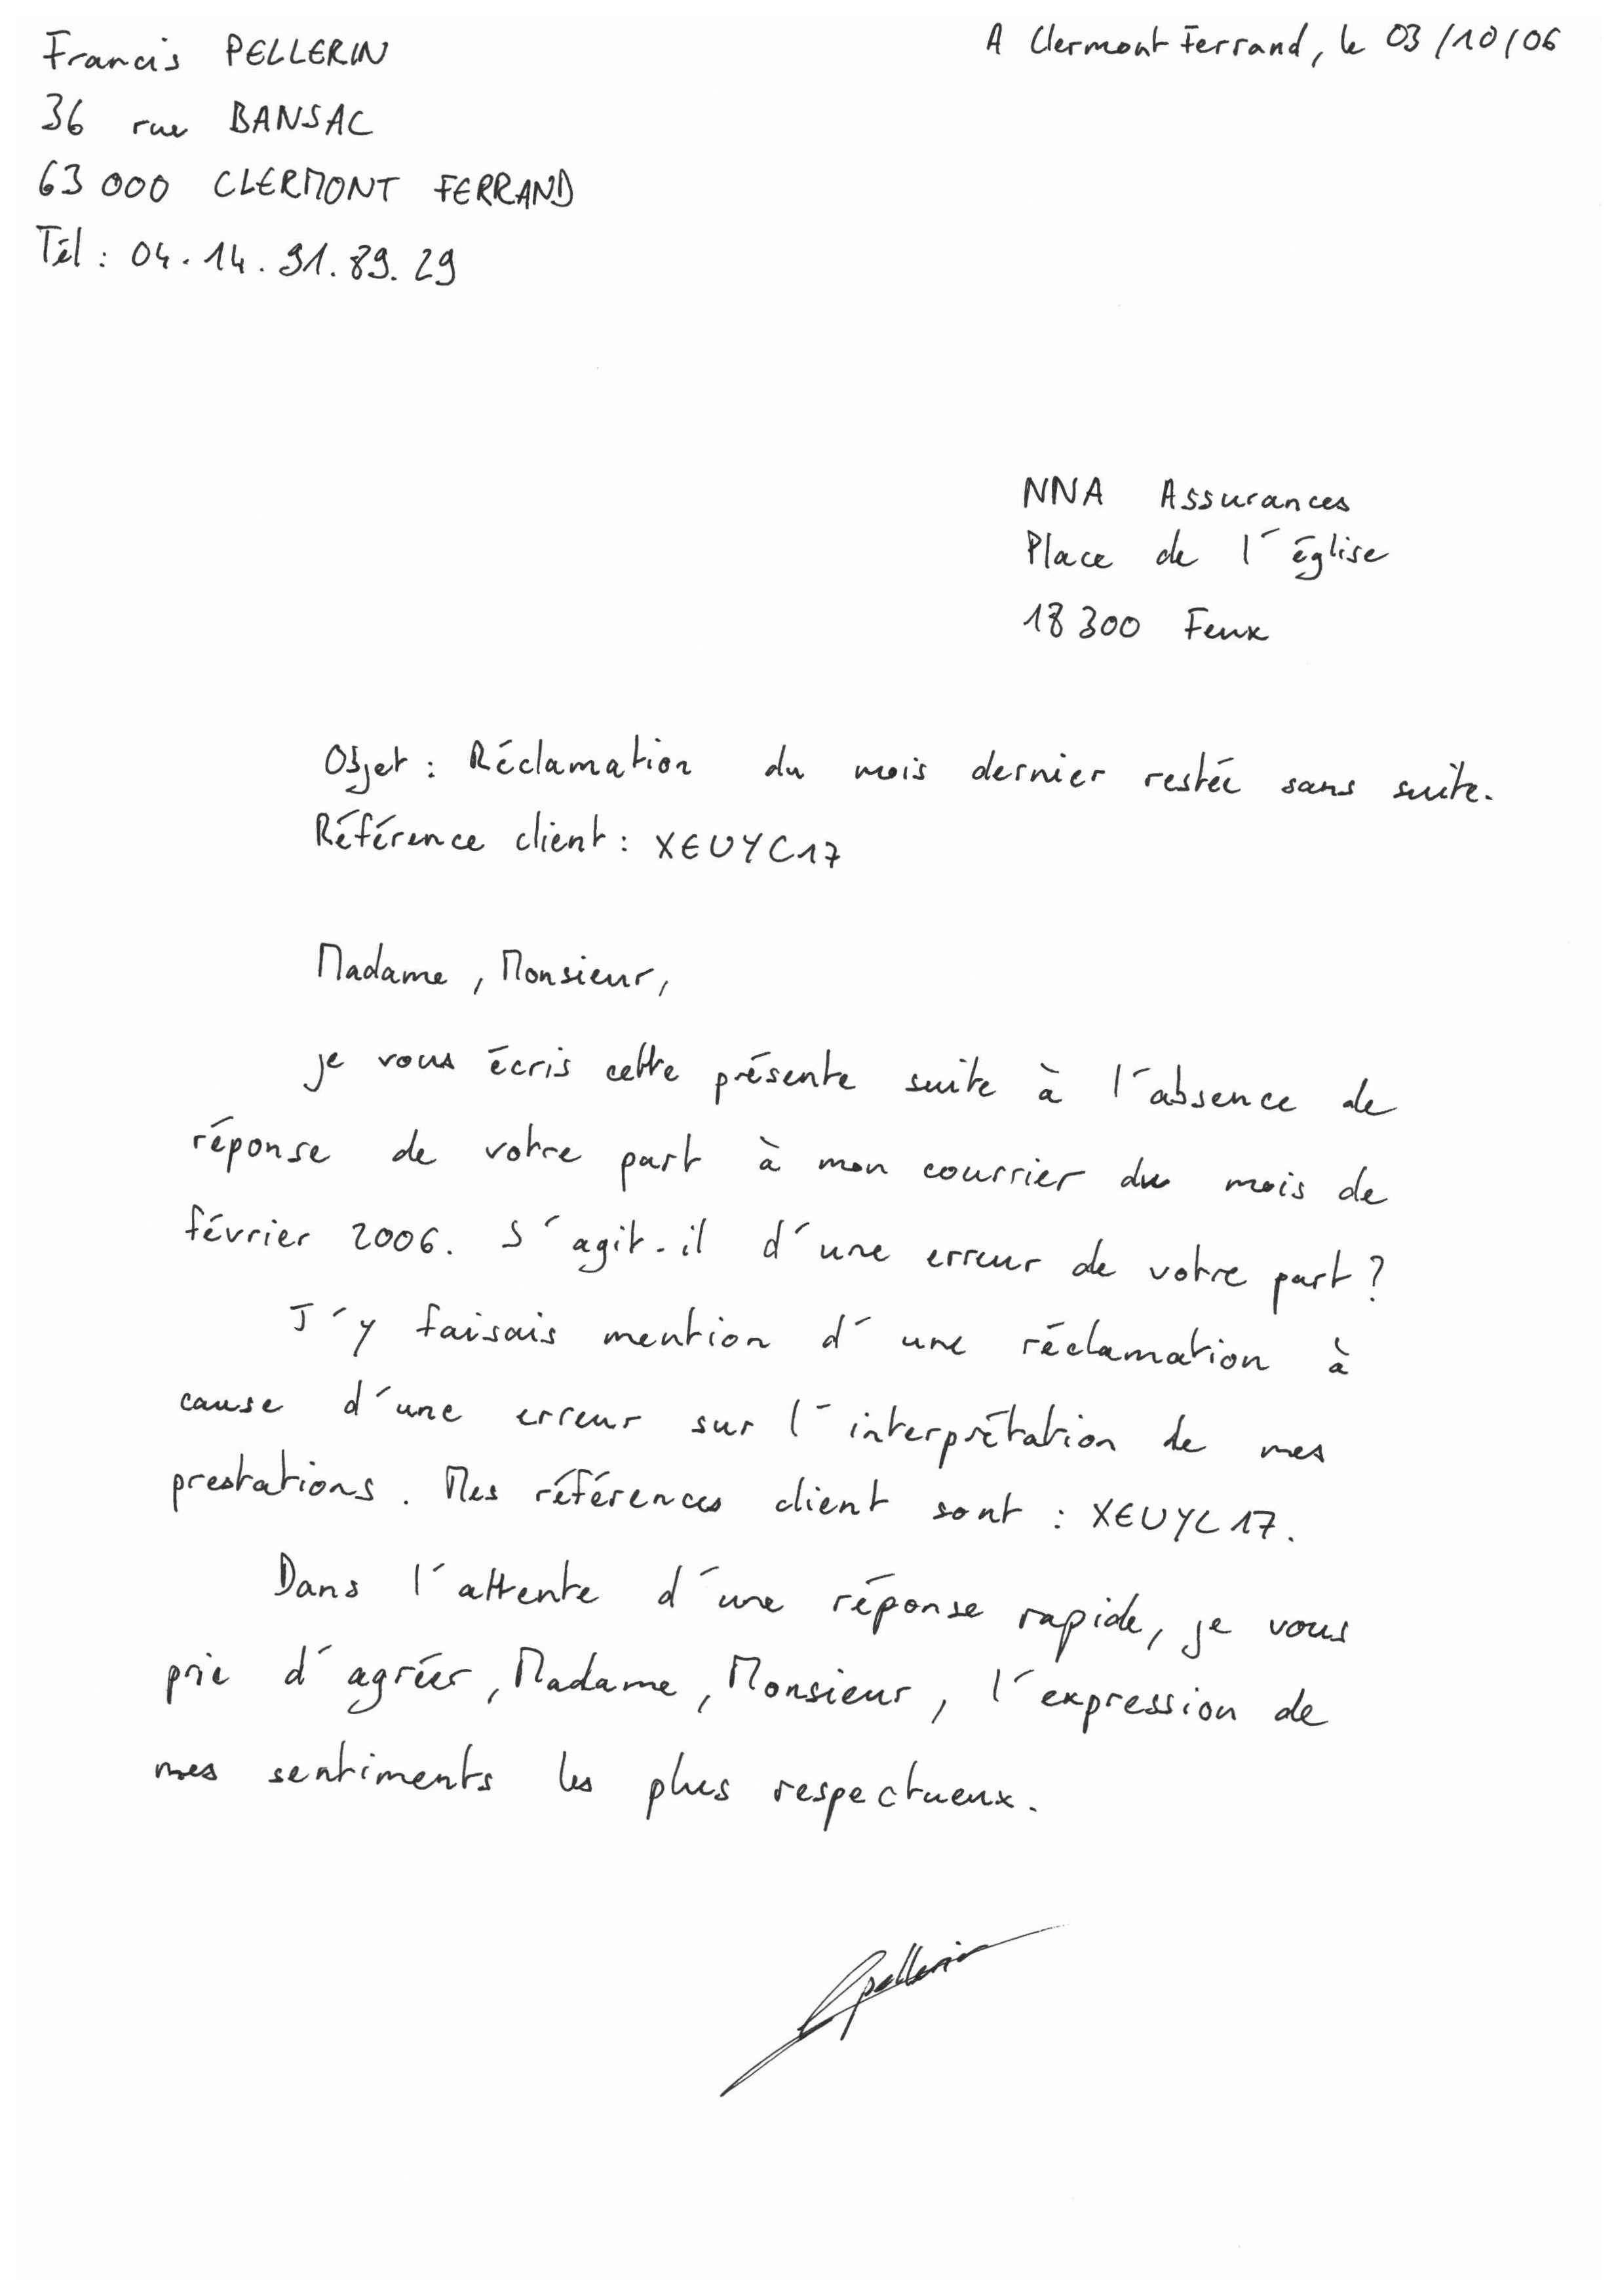 Francis PELLERIN
A Clermont Ferrand, le 03/10/06
36 rue BANSAC
63 000 CLERMONT FERRAND
Tél : 04.14.91.89.29
NNA Assurances
Place de l'église
18 300 Feux
Objet : Réclamation du mois dernier restée sans suite.
Référence client : XEUYC17
Madame, Monsieur,
je vous écris cette présente suite à l'absence de
réponse de votre part à mon courrier du mois de
février 2006. S'agit-il d'une erreur de votre part ?
J'y faisais mention d'une réclamation à
cause d'une erreur sur l'interprétation de mes
prestations. Mes références client sont : XEUYC17.
Dans l'attente d'une réponse rapide, je vous
prie d'agréer, Madame, Monsieur, l'expression de
mes sentiments les plus respectueux.
pellerin